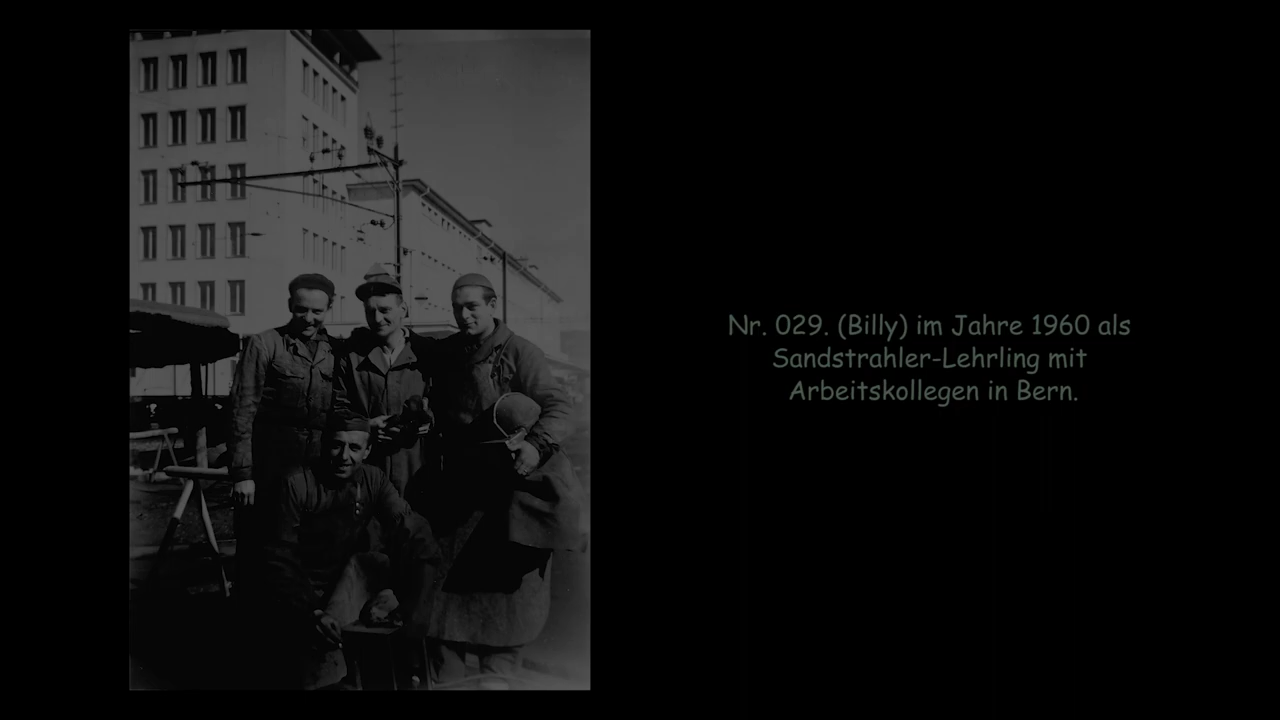 Nr. 029. (Billy) im Jahre 1960 als
Sandstrahler-Lehrling mit
Arbeitskollegen in Bern.